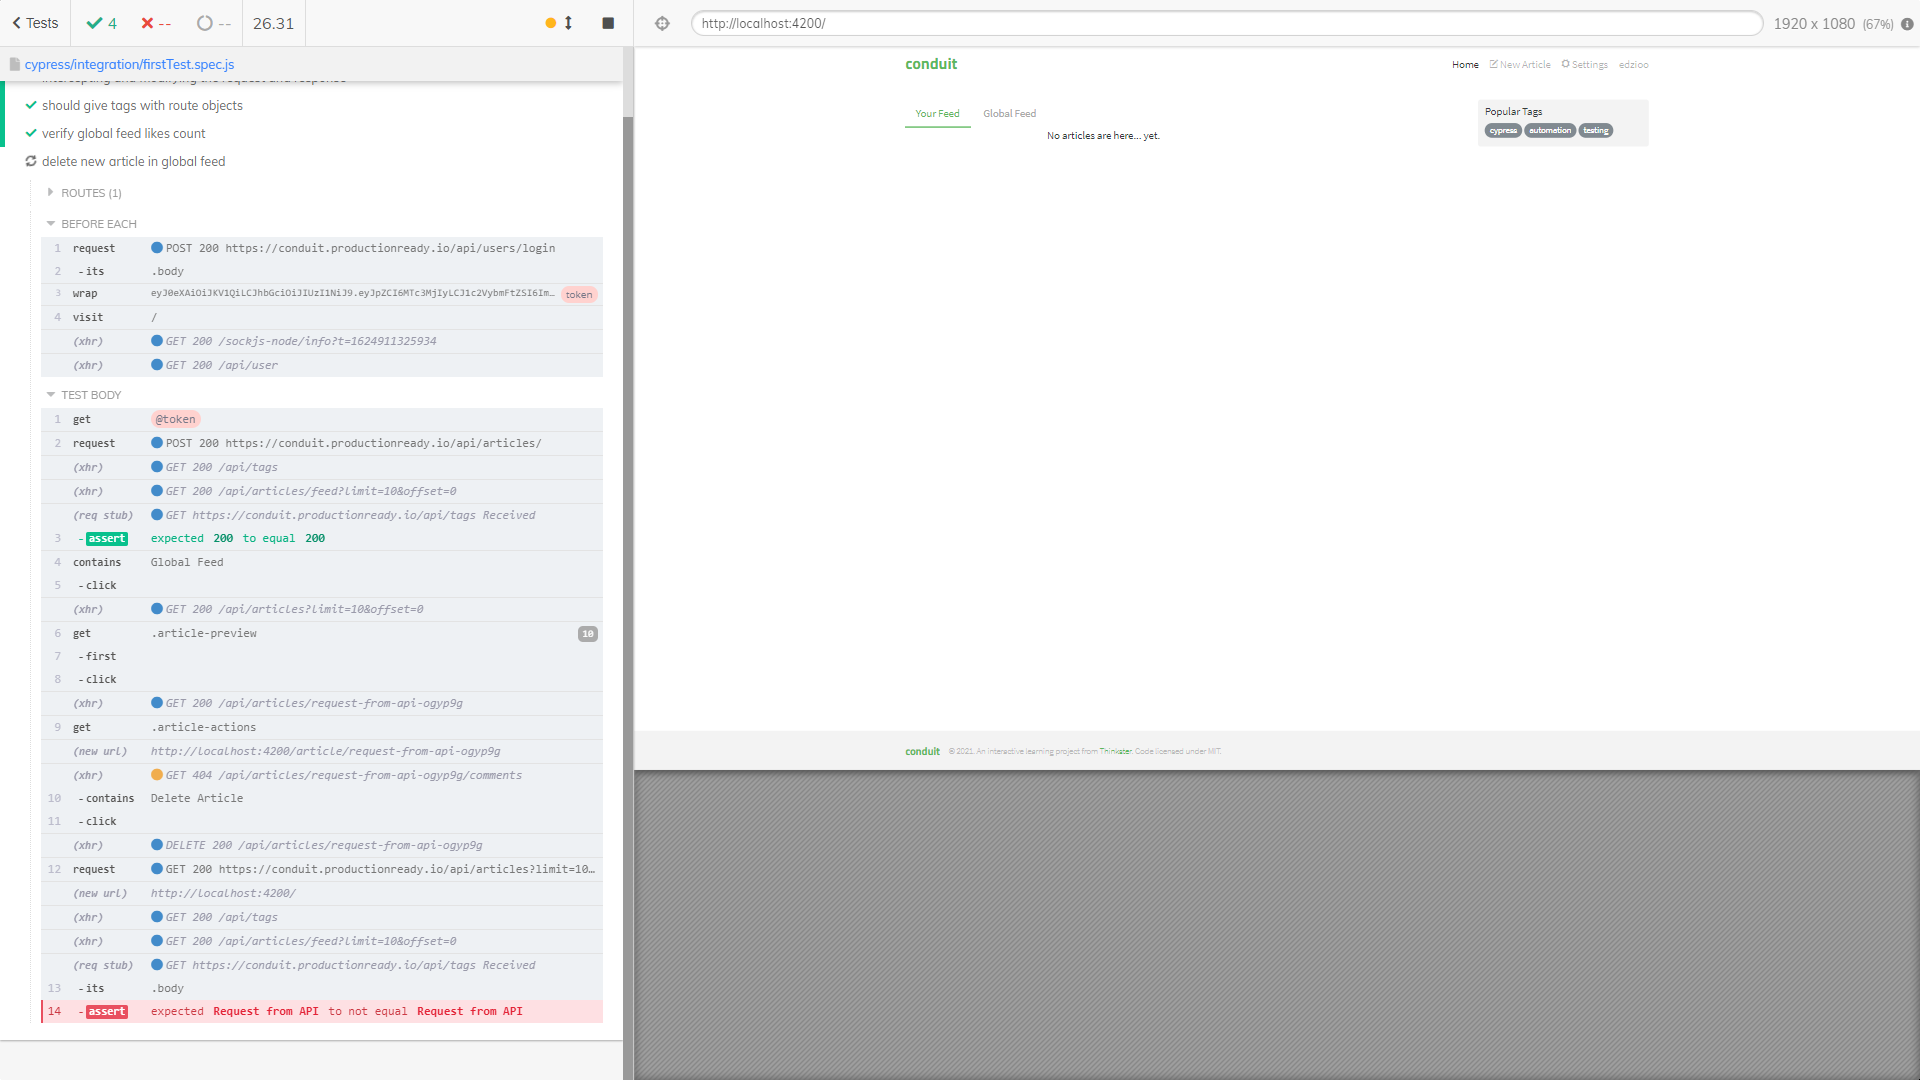 Tests
4
--
--
26.31
http://localhost:4200/
1920 x 1080 (67%)
cypress/integration/firstTest.spec.js
should give tags with route objects
verify global feed likes count
delete new article in global feed
ROUTES (1)
BEFORE EACH
1 request POST 200 https://conduit.productionready.io/api/users/login
2 -its .body
3 wrap eyJ0eXAiOiJKV1QiLCJhbGciOiJIUzI1NiJ9.eyJpZCI6MTc3MjIyLCJ1c2VybmFtZSI6Im… token
4 visit /
(xhr) GET 200 /sockjs-node/info?t=1624911325934
(xhr) GET 200 /api/user
TEST BODY
1 get @token
2 request POST 200 https://conduit.productionready.io/api/articles/
(xhr) GET 200 /api/tags
(xhr) GET 200 /api/articles/feed?limit=10&offset=0
(req stub) GET https://conduit.productionready.io/api/tags Received
3 -assert expected 200 to equal 200
4 contains Global Feed
5 -click
(xhr) GET 200 /api/articles?limit=10&offset=0
6 get .article-preview 10
7 -first
8 -click
(xhr) GET 200 /api/articles/request-from-api-ogyp9g
9 get .article-actions
(new url) http://localhost:4200/article/request-from-api-ogyp9g
(xhr) GET 404 /api/articles/request-from-api-ogyp9g/comments
10 -contains Delete Article
11 -click
(xhr) DELETE 200 /api/articles/request-from-api-ogyp9g
12 request GET 200 https://conduit.productionready.io/api/articles?limit=10…
(new url) http://localhost:4200/
(xhr) GET 200 /api/tags
(xhr) GET 200 /api/articles/feed?limit=10&offset=0
(req stub) GET https://conduit.productionready.io/api/tags Received
13 -its .body
14 -assert expected Request from API to not equal Request from API
conduit
Home New Article Settings edzioo
Your Feed Global Feed
No articles are here... yet.
Popular Tags
cypress automation testing
conduit © 2021. An interactive learning project from Thinkster. Code licensed under MIT.